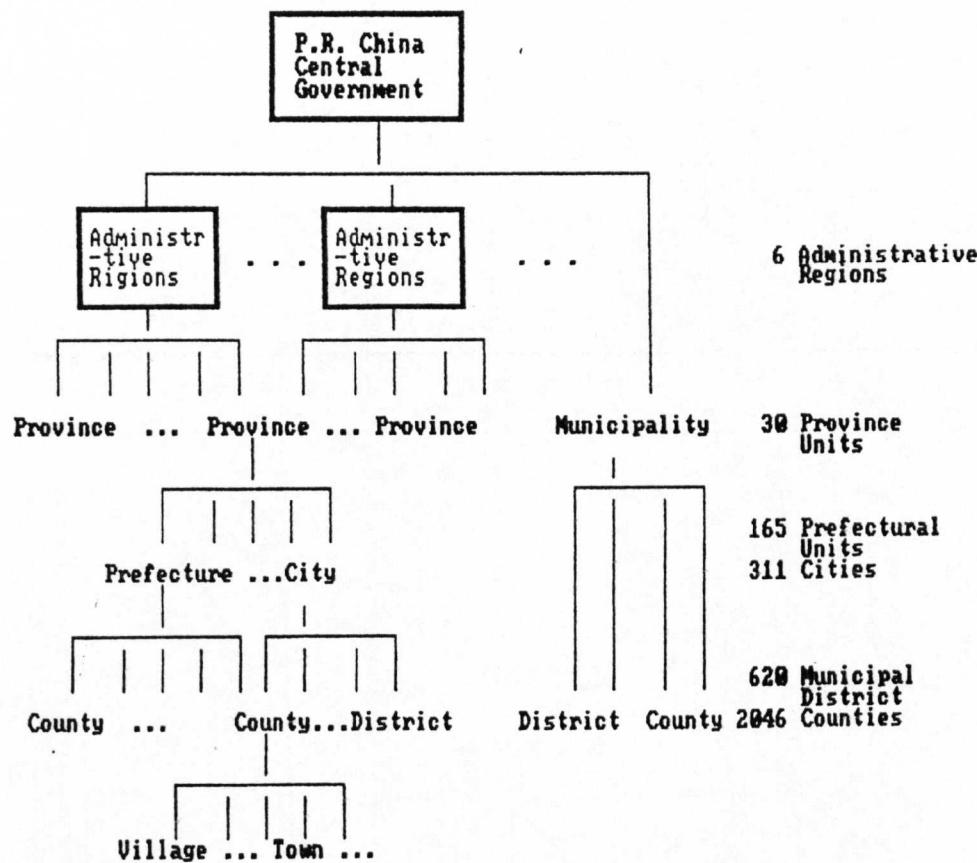 P.R. China
Central
Government
Administr
-tive
Rigions
. . .
Administr
-tive
Regions
. . .
6 Administrative
Regions
Province ... Province ... Province
Municipality
30 Province
Units
165 Prefectural
Units
311 Cities
Prefecture ...City
620 Municipal
District
2046 Counties
County ...
County...District
District County
Village ... Town ...